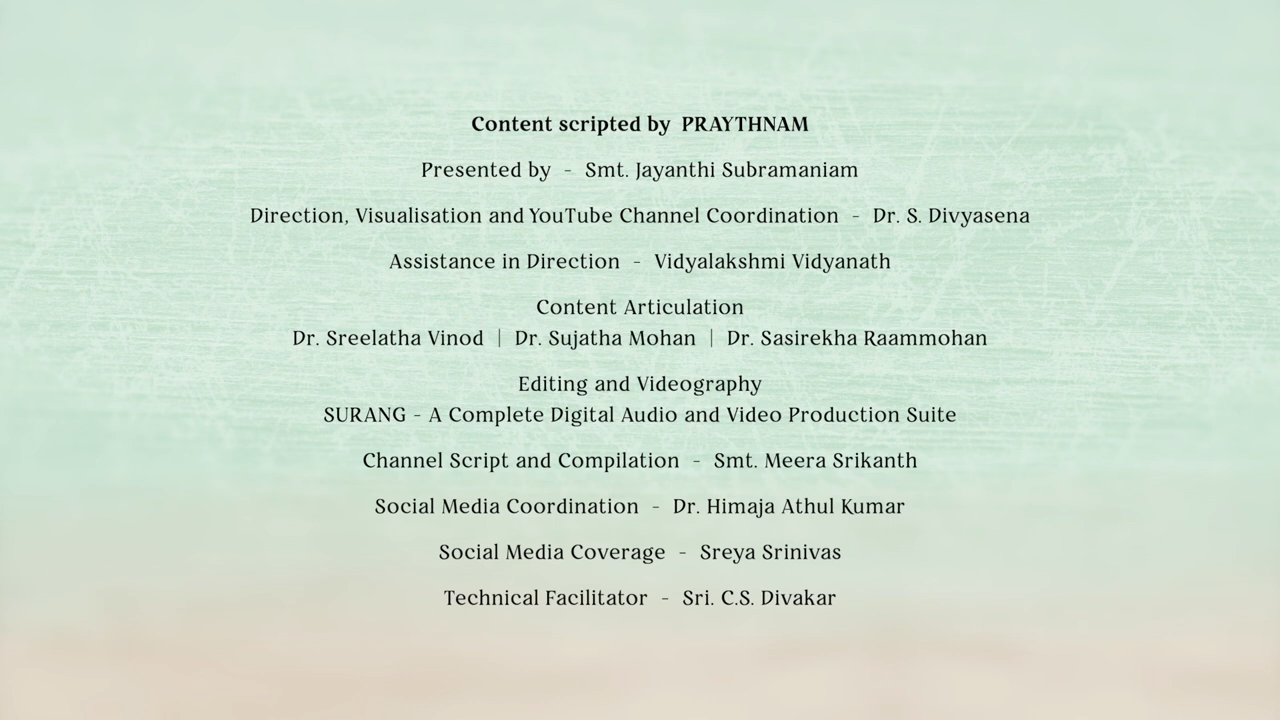 Content scripted by PRAYTHNAM
Presented by - Smt. Jayanthi Subramaniam
Direction, Visualisation and YouTube Channel Coordination - Dr. S. Divyasena
Assistance in Direction - Vidyalakshmi Vidyanath
Content Articulation
Dr. Sreelatha Vinod | Dr. Sujatha Mohan | Dr. Sasirekha Raammohan
Editing and Videography
SURANG - A Complete Digital Audio and Video Production Suite
Channel Script and Compilation - Smt. Meera Srikanth
Social Media Coordination - Dr. Himaja Athul Kumar
Social Media Coverage - Sreya Srinivas
Technical Facilitator - Sri. C.S. Divakar